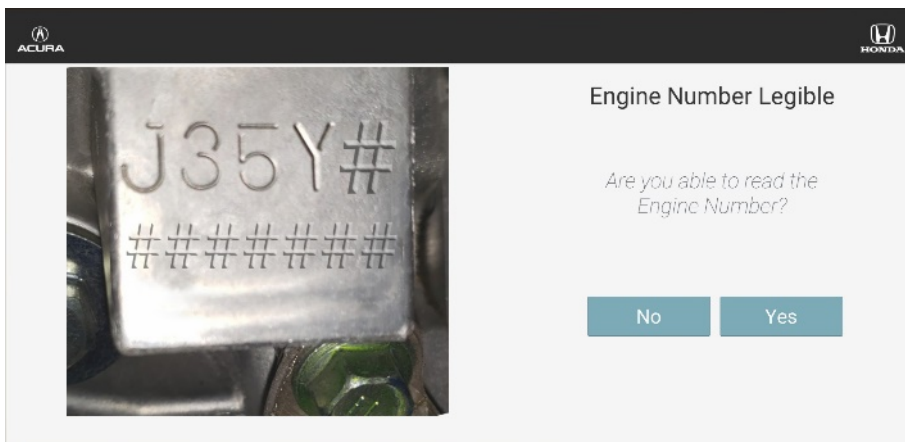 ACURA
HONDA
J35Y#
#######
Engine Number Legible
Are you able to read the
Engine Number?
No
Yes